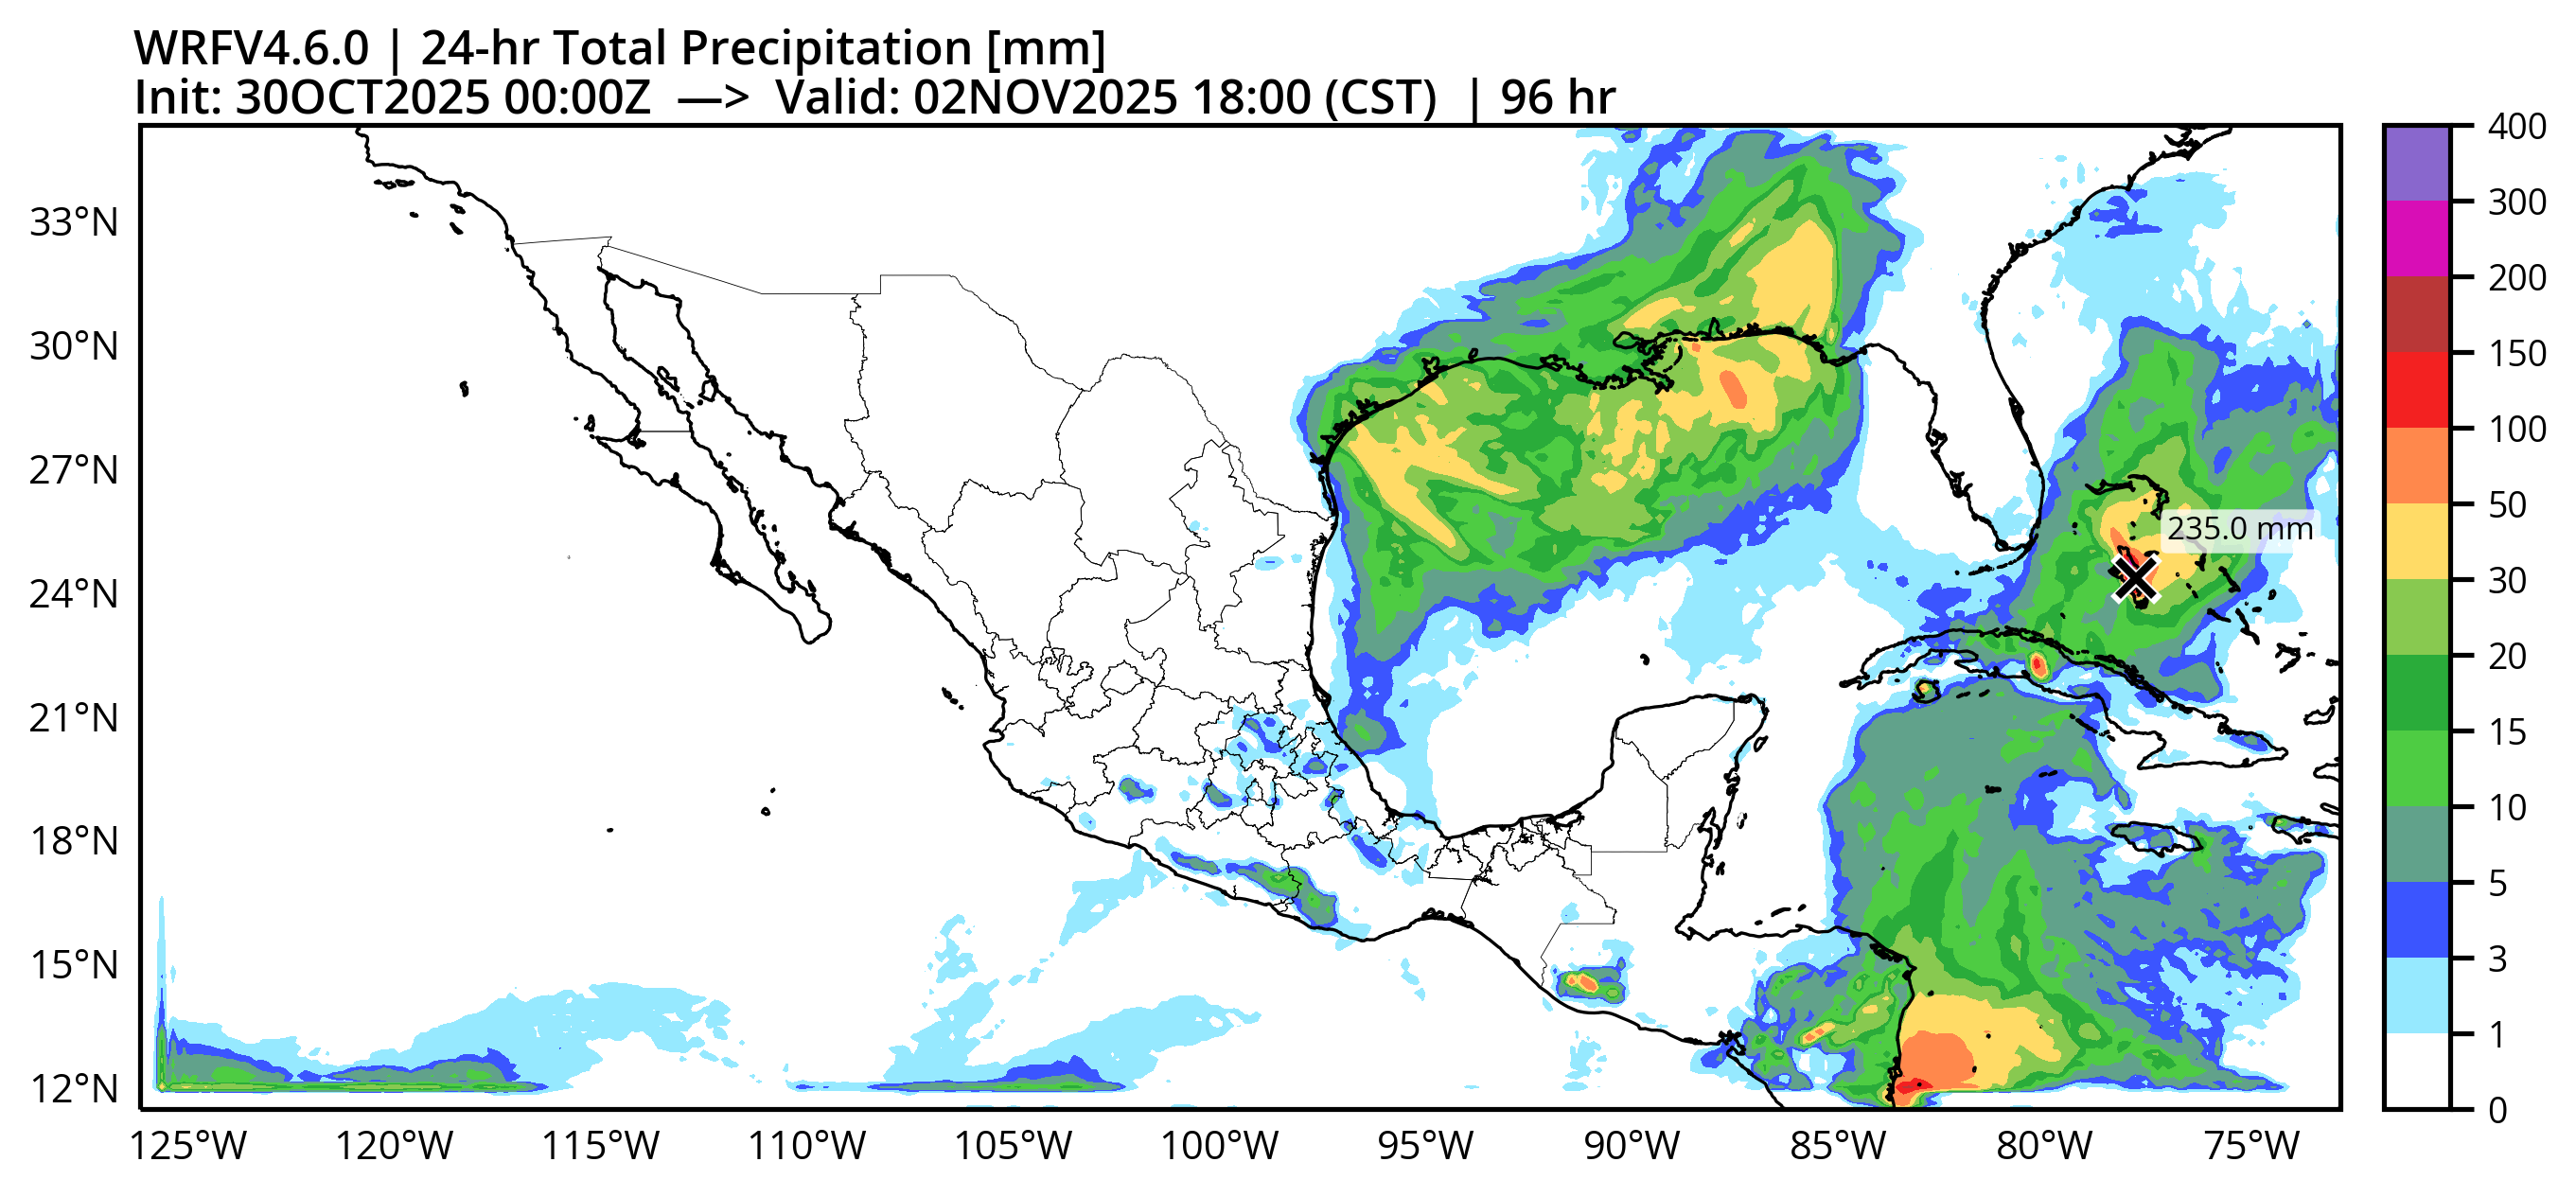 WRFV4.6.0 | 24-hr Total Precipitation [mm]
Init: 30OCT2025 00:00Z —> Valid: 02NOV2025 18:00 (CST) | 96 hr
33°N
30°N
27°N
24°N
21°N
18°N
15°N
12°N
235.0 mm
125°W 120°W 115°W 110°W 105°W 100°W 95°W 90°W 85°W 80°W 75°W
400
300
200
150
100
50
30
20
15
10
5
3
1
0